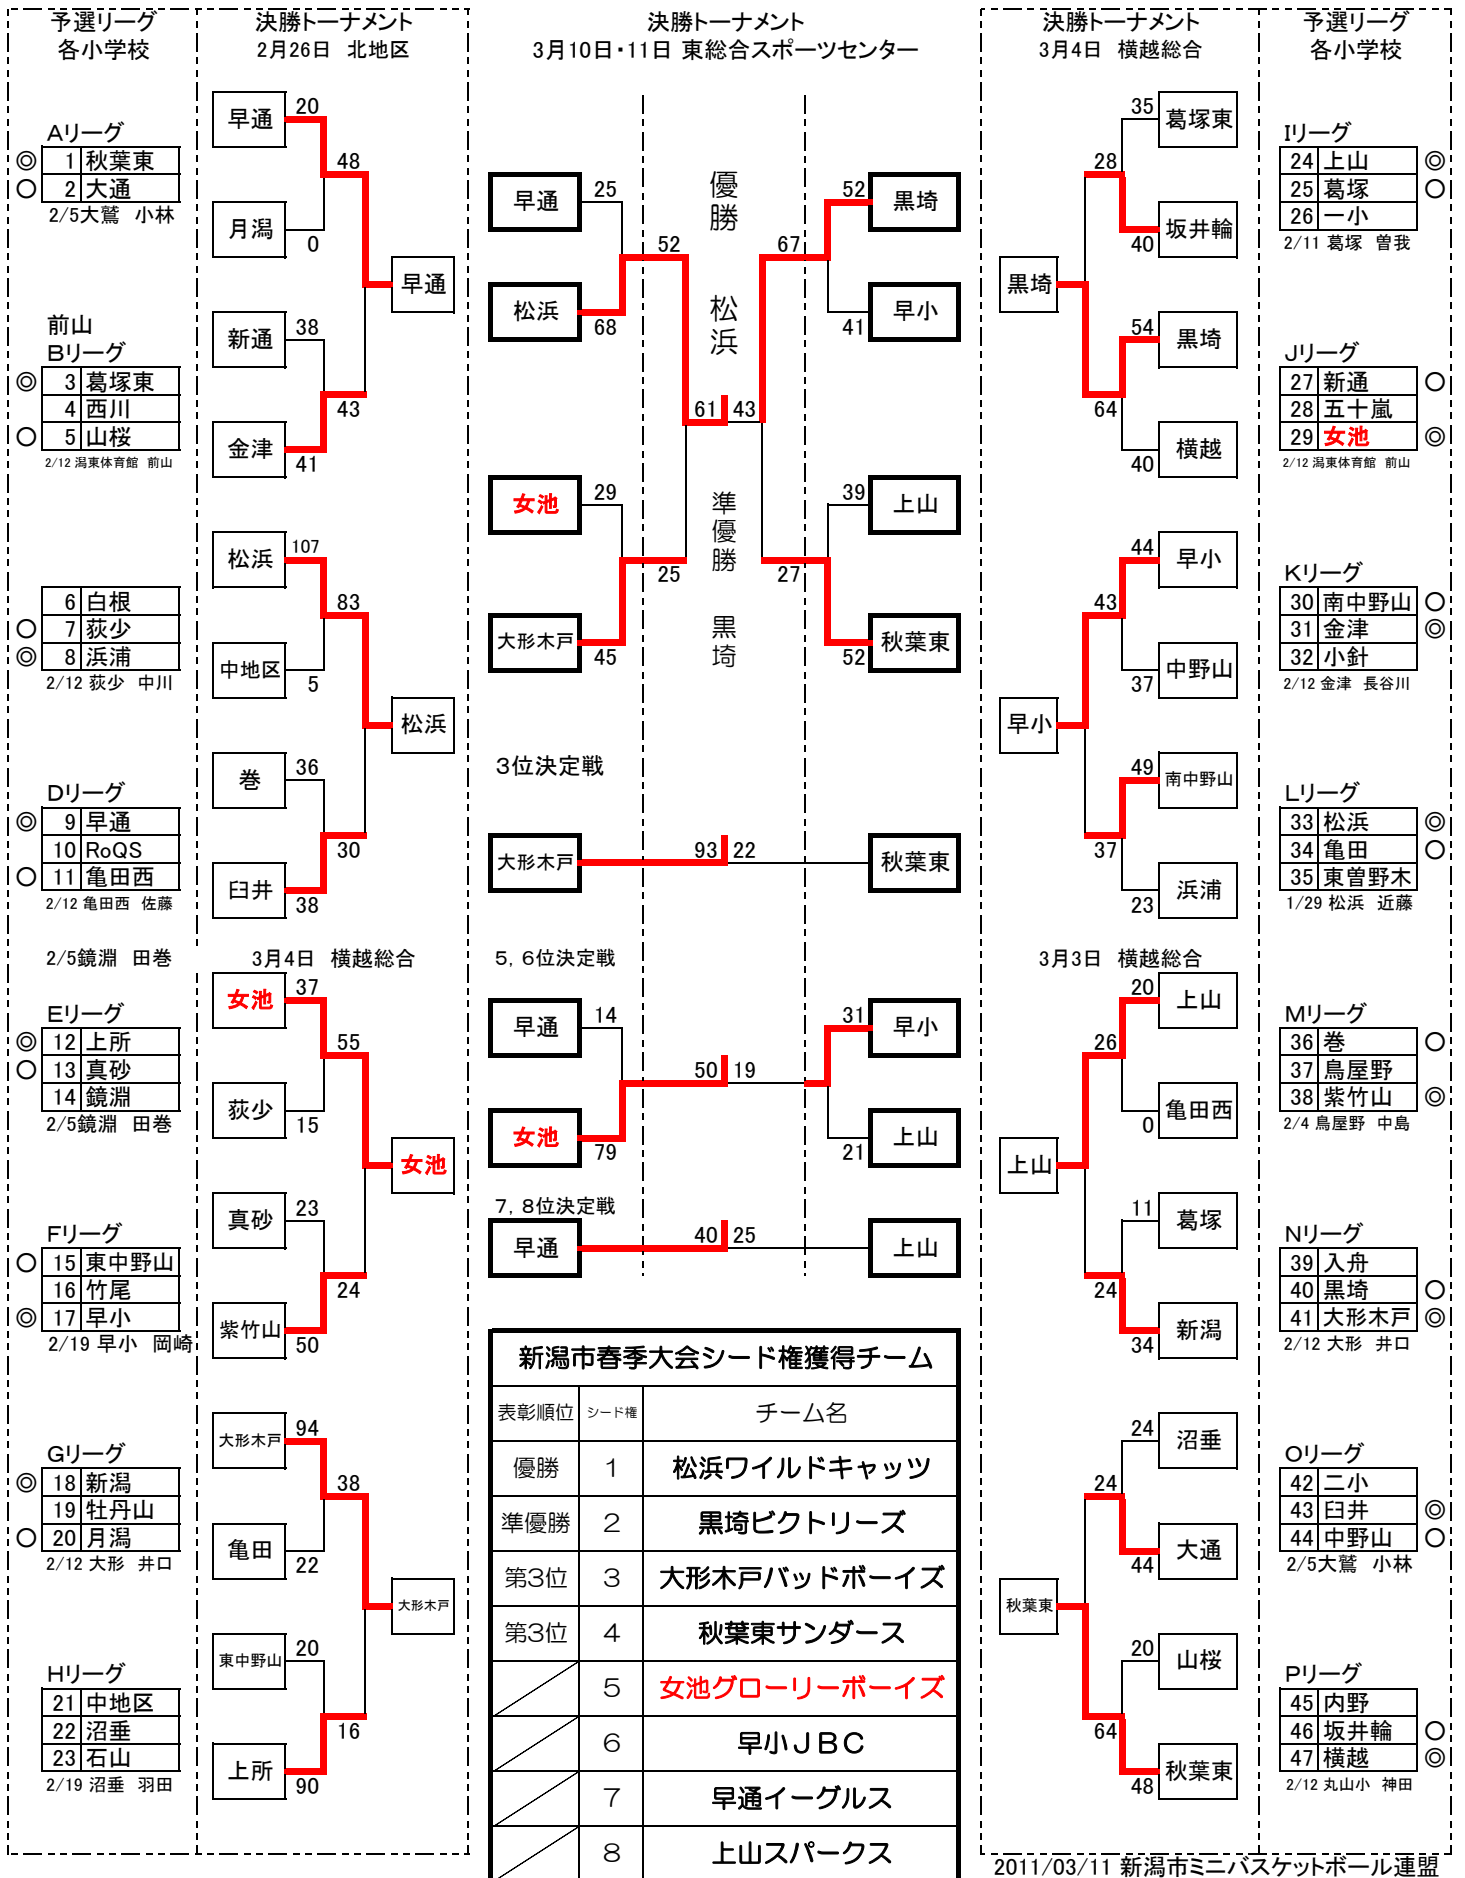 予選リーグ
各小学校
Aリーグ
◎ 1 秋葉東
○ 2 大通
2/5大鷲 小林
前山
Bリーグ
◎ 3 葛塚東
4 西川
○ 5 山桜
2/12 潟東体育館 前山
6 白根
○ 7 荻少
◎ 8 浜浦
2/12 荻少 中川
Dリーグ
◎ 9 早通
10 RoQS
○ 11 亀田西
2/12 亀田西 佐藤
2/5鏡淵 田巻
Eリーグ
◎ 12 上所
○ 13 真砂
14 鏡淵
2/5鏡淵 田巻
Fリーグ
○ 15 東中野山
16 竹尾
◎ 17 早小
2/19 早小 岡崎
Gリーグ
◎ 18 新潟
19 牡丹山
○ 20 月潟
2/12 大形 井口
Hリーグ
21 中地区
22 沼垂
23 石山
2/19 沼垂 羽田
決勝トーナメント
2月26日 北地区
早通 20
48
月潟 0
早通
新通 38
43
金津 41
松浜 107
83
中地区 5
松浜
巻 36
30
臼井 38
3月4日 横越総合
女池 37
55
荻少 15
女池
真砂 23
24
紫竹山 50
大形木戸 94
38
亀田 22
大形木戸
東中野山 20
16
上所 90
決勝トーナメント
3月10日・11日 東総合スポーツセンター
早通 25
優勝
52 黒埼
52
67
松浜 68
松浜
41 早小
61 43
女池 29
準優勝
39 上山
25
27
大形木戸 45
黒埼
52 秋葉東
3位決定戦
大形木戸 93 22 秋葉東
5, 6位決定戦
早通 14
31 早小
50 19
女池 79
21 上山
7, 8位決定戦
早通 40 25 上山
新潟市春季大会シード権獲得チーム
表彰順位 シード権 チーム名
優勝 1 松浜ワイルドキャッツ
準優勝 2 黒埼ビクトリーズ
第3位 3 大形木戸バッドボーイズ
第3位 4 秋葉東サンダース
5 女池グローリーボーイズ
6 早小JBC
7 早通イーグルス
8 上山スパークス
決勝トーナメント
3月4日 横越総合
35 葛塚東
28
40 坂井輪
黒埼
54 黒埼
64
40 横越
44 早小
43
37 中野山
早小
49 南中野山
37
23 浜浦
3月3日 横越総合
20 上山
26
0 亀田西
上山
11 葛塚
24
34 新潟
24 沼垂
24
44 大通
秋葉東
20 山桜
64
48 秋葉東
予選リーグ
各小学校
Iリーグ
24 上山 ◎
25 葛塚 ○
26 一小
2/11 葛塚 曽我
Jリーグ
27 新通 ○
28 五十嵐
29 女池 ◎
2/12 潟東体育館 前山
Kリーグ
30 南中野山 ○
31 金津 ◎
32 小針
2/12 金津 長谷川
Lリーグ
33 松浜 ◎
34 亀田 ○
35 東曽野木
1/29 松浜 近藤
Mリーグ
36 巻 ○
37 鳥屋野
38 紫竹山 ◎
2/4 鳥屋野 中島
Nリーグ
39 入舟
40 黒埼 ○
41 大形木戸 ◎
2/12 大形 井口
Oリーグ
42 二小
43 臼井 ◎
44 中野山 ○
2/5大鷲 小林
Pリーグ
45 内野
46 坂井輪 ○
47 横越 ◎
2/12 丸山小 神田
2011/03/11 新潟市ミニバスケットボール連盟